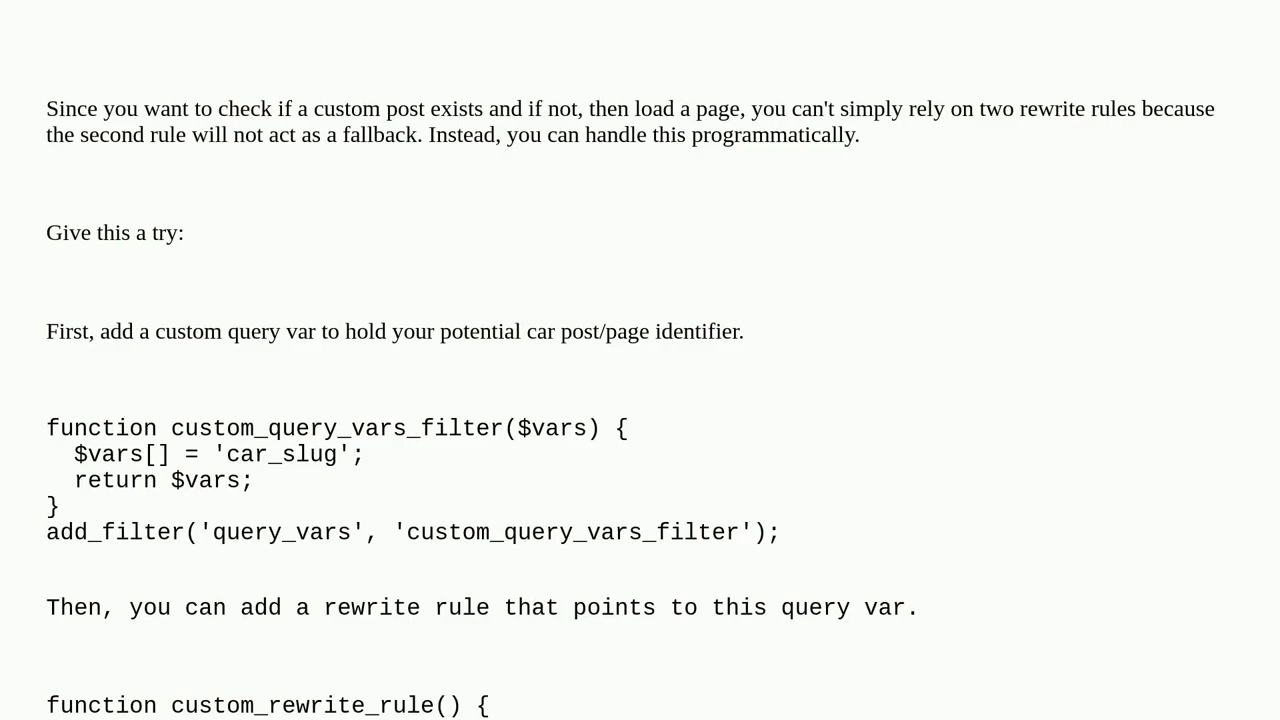 Since you want to check if a custom post exists and if not, then load a page, you can't simply rely on two rewrite rules because
the second rule will not act as a fallback. Instead, you can handle this programmatically.
Give this a try:
First, add a custom query var to hold your potential car post/page identifier.
function custom_query_vars_filter($vars) {
  $vars[] = 'car_slug';
  return $vars;
}
add_filter('query_vars', 'custom_query_vars_filter');
Then, you can add a rewrite rule that points to this query var.
function custom_rewrite_rule() {